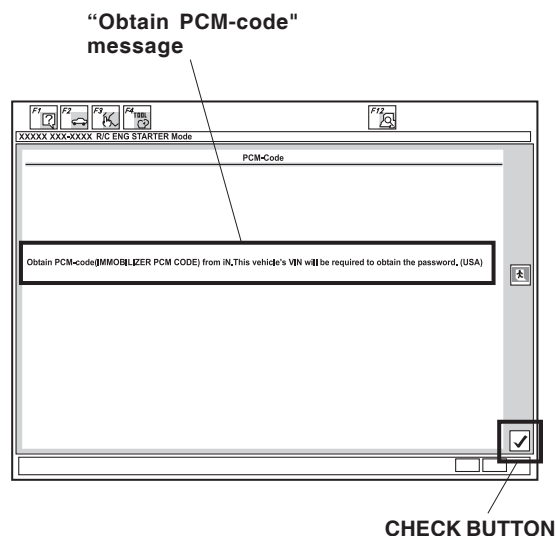 “Obtain PCM-code"
message
F1 F2 F3 F4 TOOL F12
XXXXX XXX-XXXX R/C ENG STARTER Mode
PCM-Code
Obtain PCM-code(IMMOBILIZER PCM CODE) from iN.This vehicle's VIN will be required to obtain the password. (USA)
CHECK BUTTON